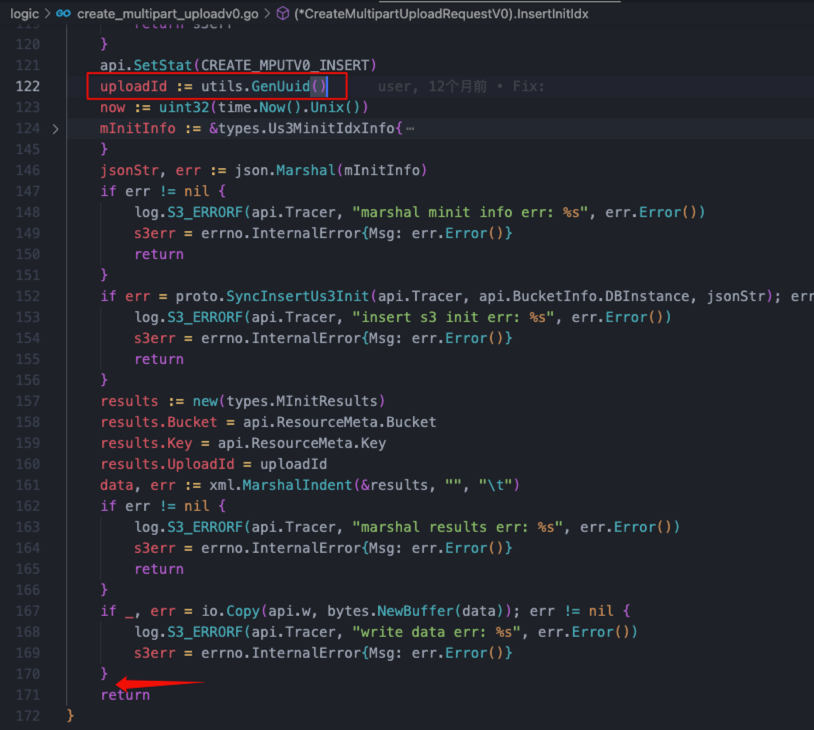 logic > create_multipart_uploadv0.go > (*CreateMultipartUploadRequestV0).InsertInitIdx
120 }
121 api.SetStat(CREATE_MPUTV0_INSERT)
122 uploadId := utils.GenUuid() user, 12个月前 • Fix:
123 now := uint32(time.Now().Unix())
124 > mInitInfo := &types.Us3MinitIdxInfo{⋯
145 }
146 jsonStr, err := json.Marshal(mInitInfo)
147 if err != nil {
148 log.S3_ERRORF(api.Tracer, "marshal minit info err: %s", err.Error())
149 s3err = errno.InternalError{Msg: err.Error()}
150 return
151 }
152 if err = proto.SyncInsertUs3Init(api.Tracer, api.BucketInfo.DBInstance, jsonStr); err
153 log.S3_ERRORF(api.Tracer, "insert s3 init err: %s", err.Error())
154 s3err = errno.InternalError{Msg: err.Error()}
155 return
156 }
157 results := new(types.MInitResults)
158 results.Bucket = api.ResourceMeta.Bucket
159 results.Key = api.ResourceMeta.Key
160 results.UploadId = uploadId
161 data, err := xml.MarshalIndent(&results, "", "\t")
162 if err != nil {
163 log.S3_ERRORF(api.Tracer, "marshal results err: %s", err.Error())
164 s3err = errno.InternalError{Msg: err.Error()}
165 return
166 }
167 if _, err = io.Copy(api.w, bytes.NewBuffer(data)); err != nil {
168 log.S3_ERRORF(api.Tracer, "write data err: %s", err.Error())
169 s3err = errno.InternalError{Msg: err.Error()}
170 }
171 return
172 }